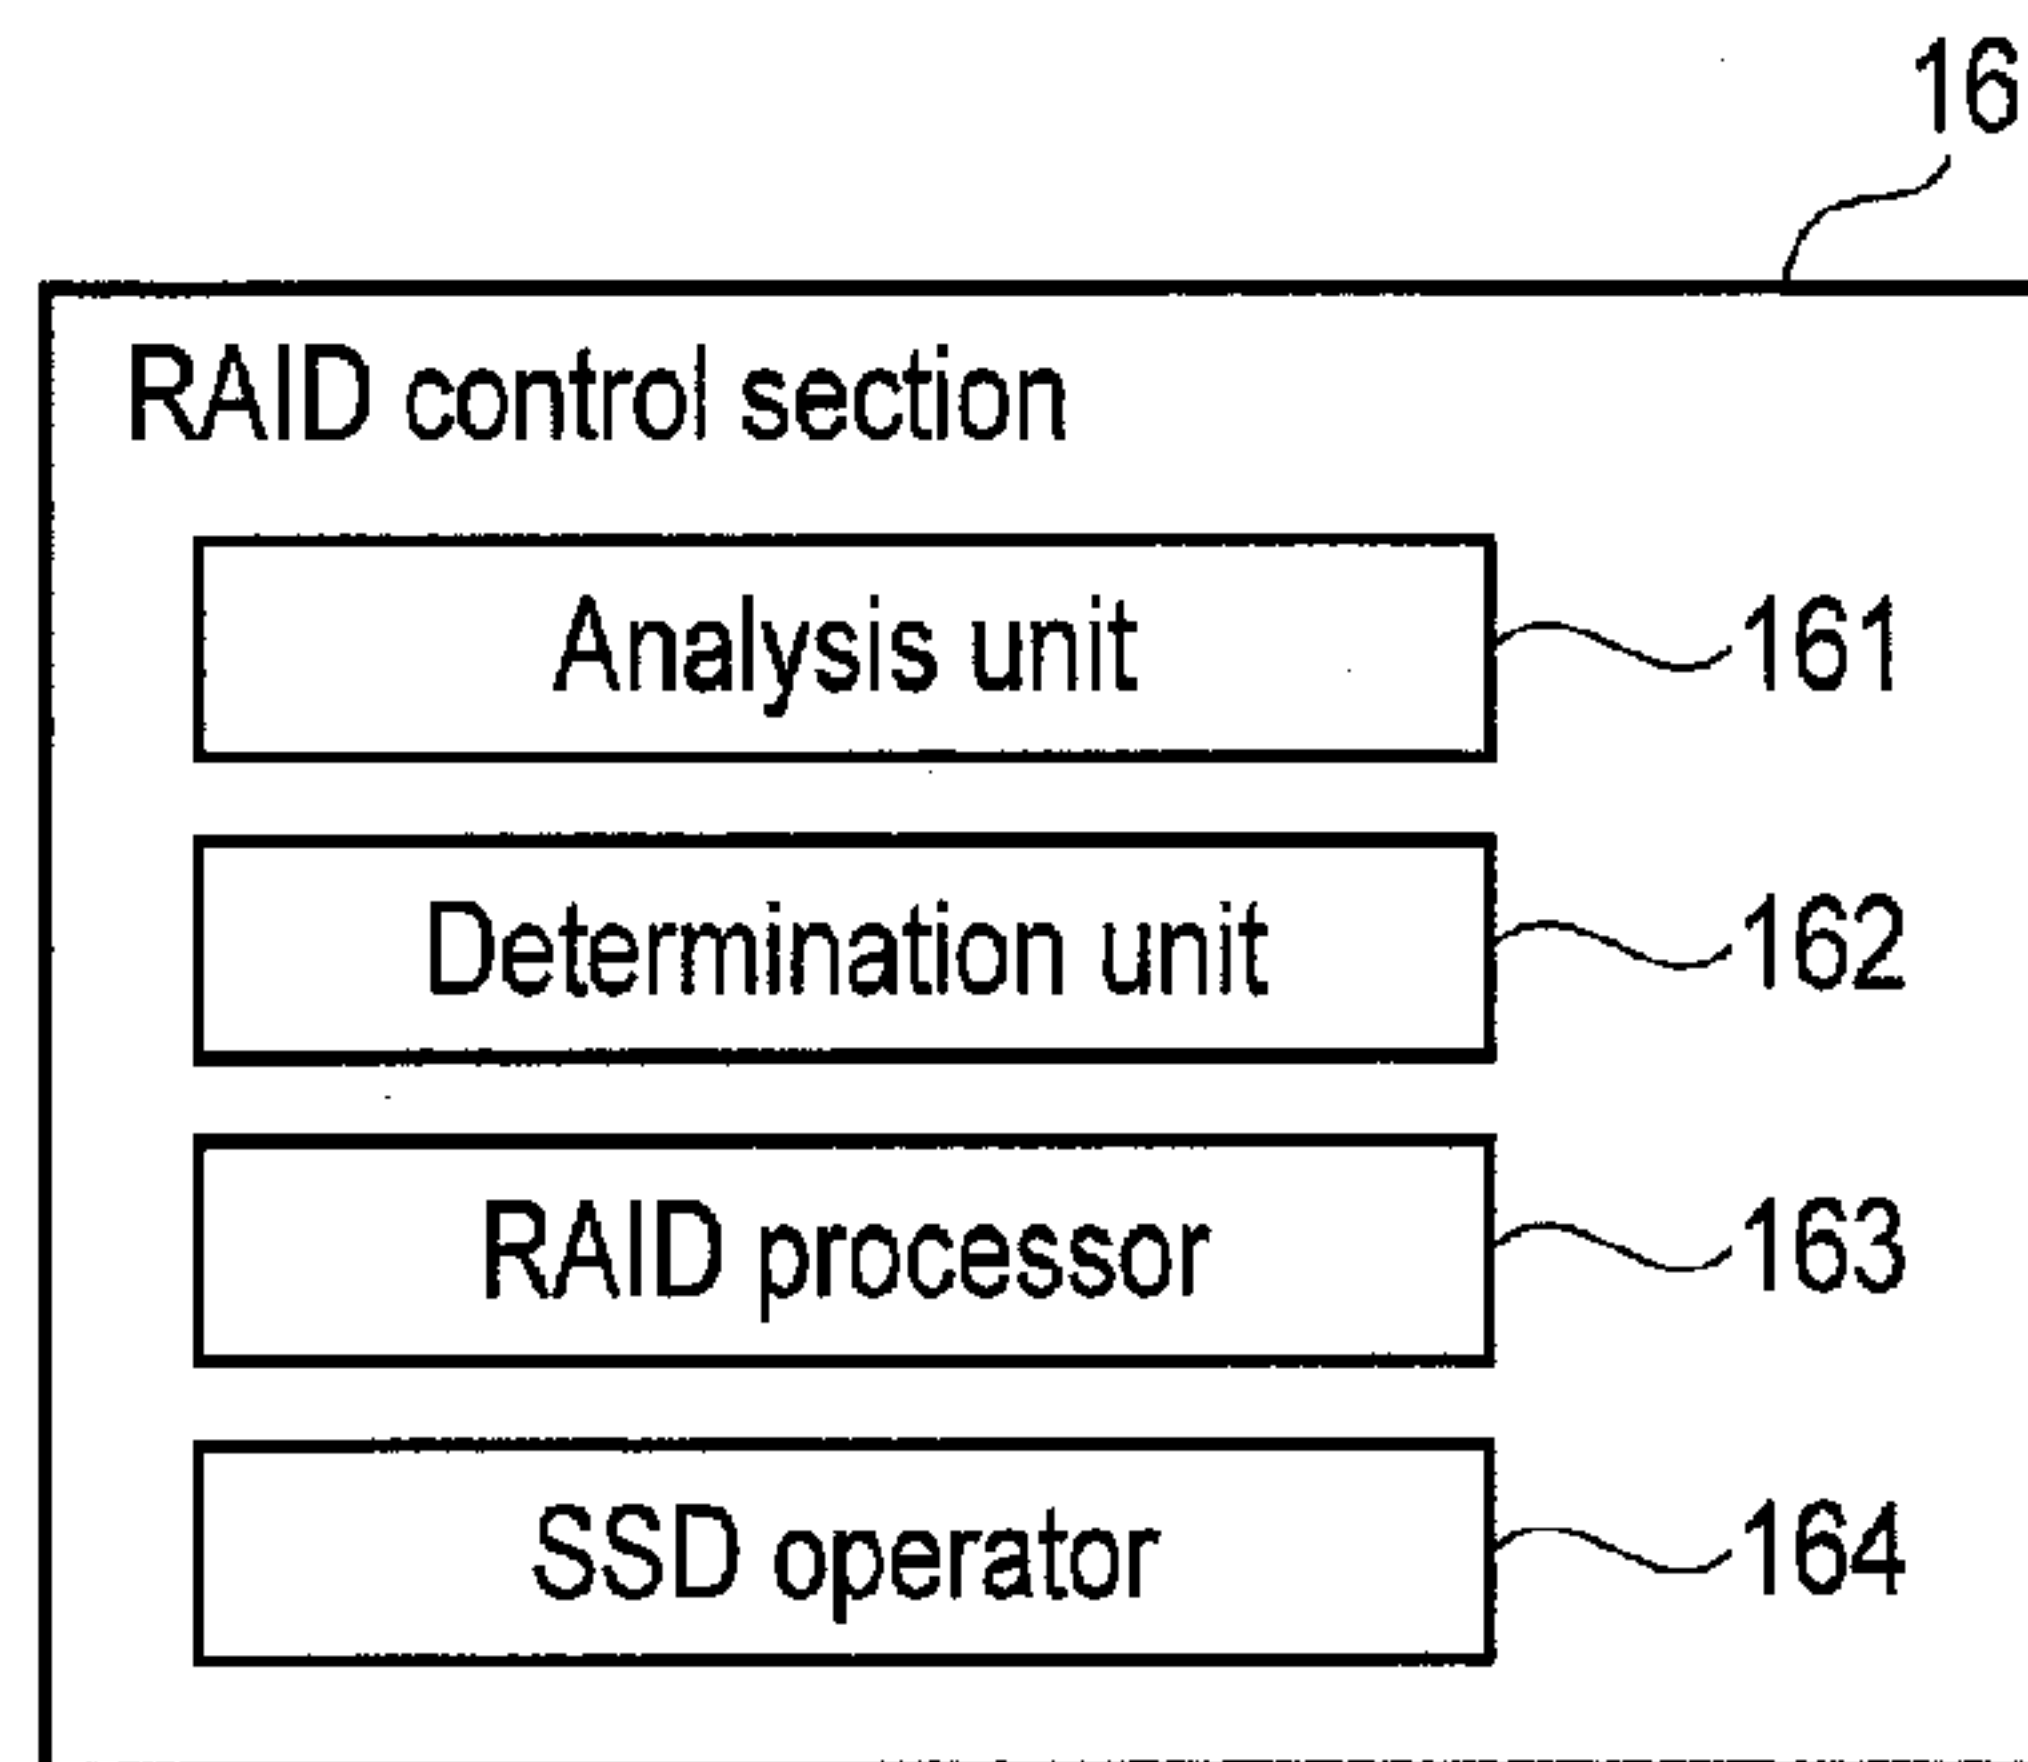 16
RAID control section
Analysis unit 161
Determination unit 162
RAID processor 163
SSD operator 164